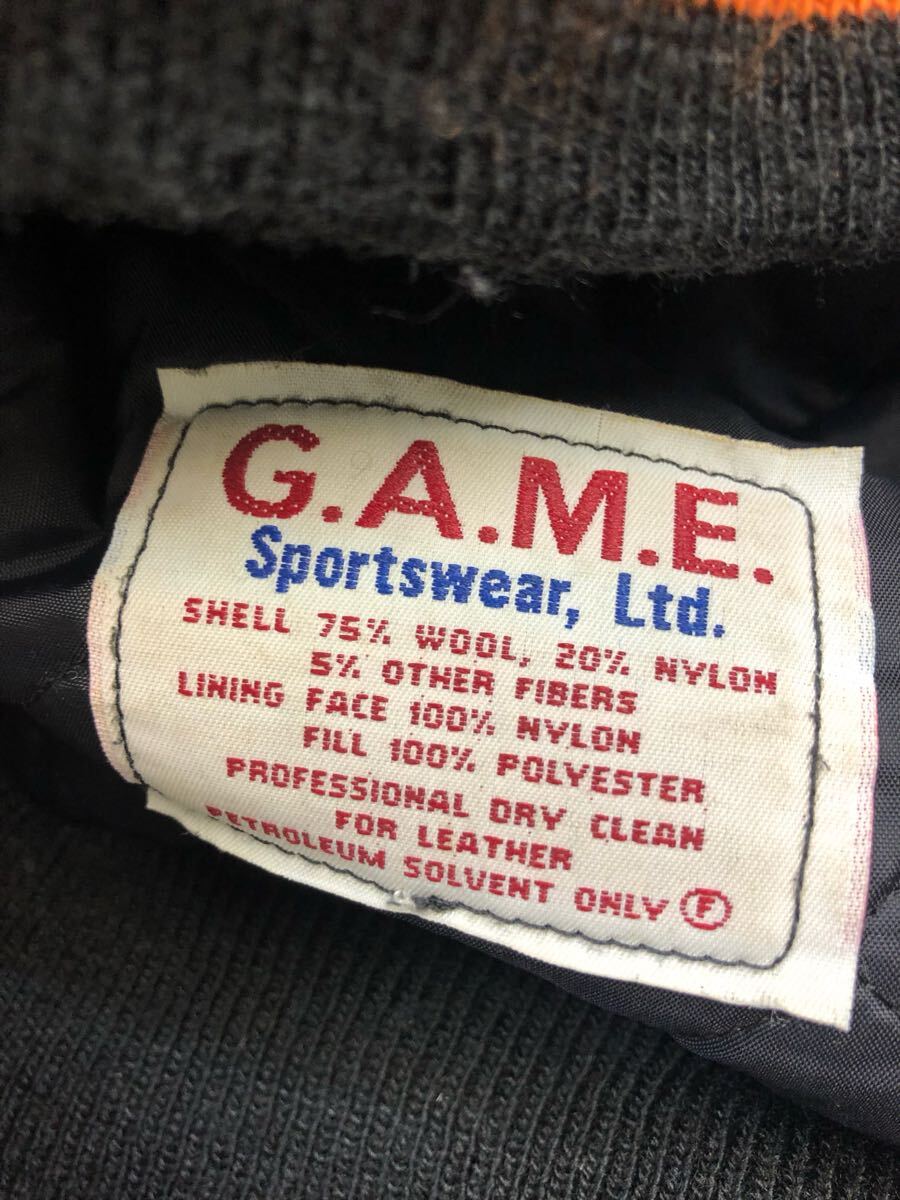 G.A.M.E.
Sportswear, Ltd.
SHELL 75% WOOL, 20% NYLON
5% OTHER FIBERS
LINING FACE 100% NYLON
FILL 100% POLYESTER
PROFESSIONAL DRY CLEAN
FOR LEATHER
PETROLEUM SOLVENT ONLY Ⓕ